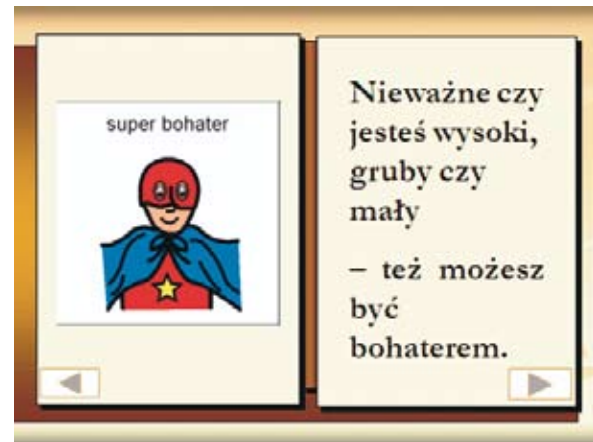 super bohater
Nieważne czy
jesteś wysoki,
gruby czy
mały
– też możesz
być
bohaterem.